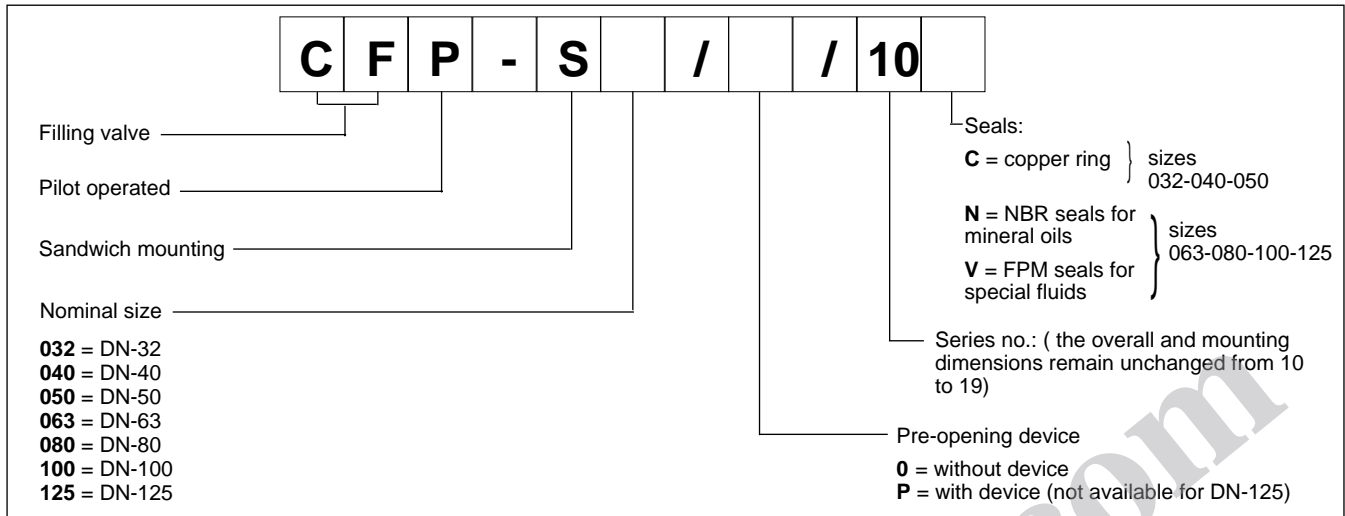 C F P - S / / 10
Filling valve
Pilot operated
Sandwich mounting
Nominal size
032 = DN-32
040 = DN-40
050 = DN-50
063 = DN-63
080 = DN-80
100 = DN-100
125 = DN-125
Seals:
C = copper ring
sizes
032-040-050
N = NBR seals for
mineral oils
V = FPM seals for
special fluids
sizes
063-080-100-125
Series no.: ( the overall and mounting
dimensions remain unchanged from 10
to 19)
Pre-opening device
0 = without device
P = with device (not available for DN-125)
com